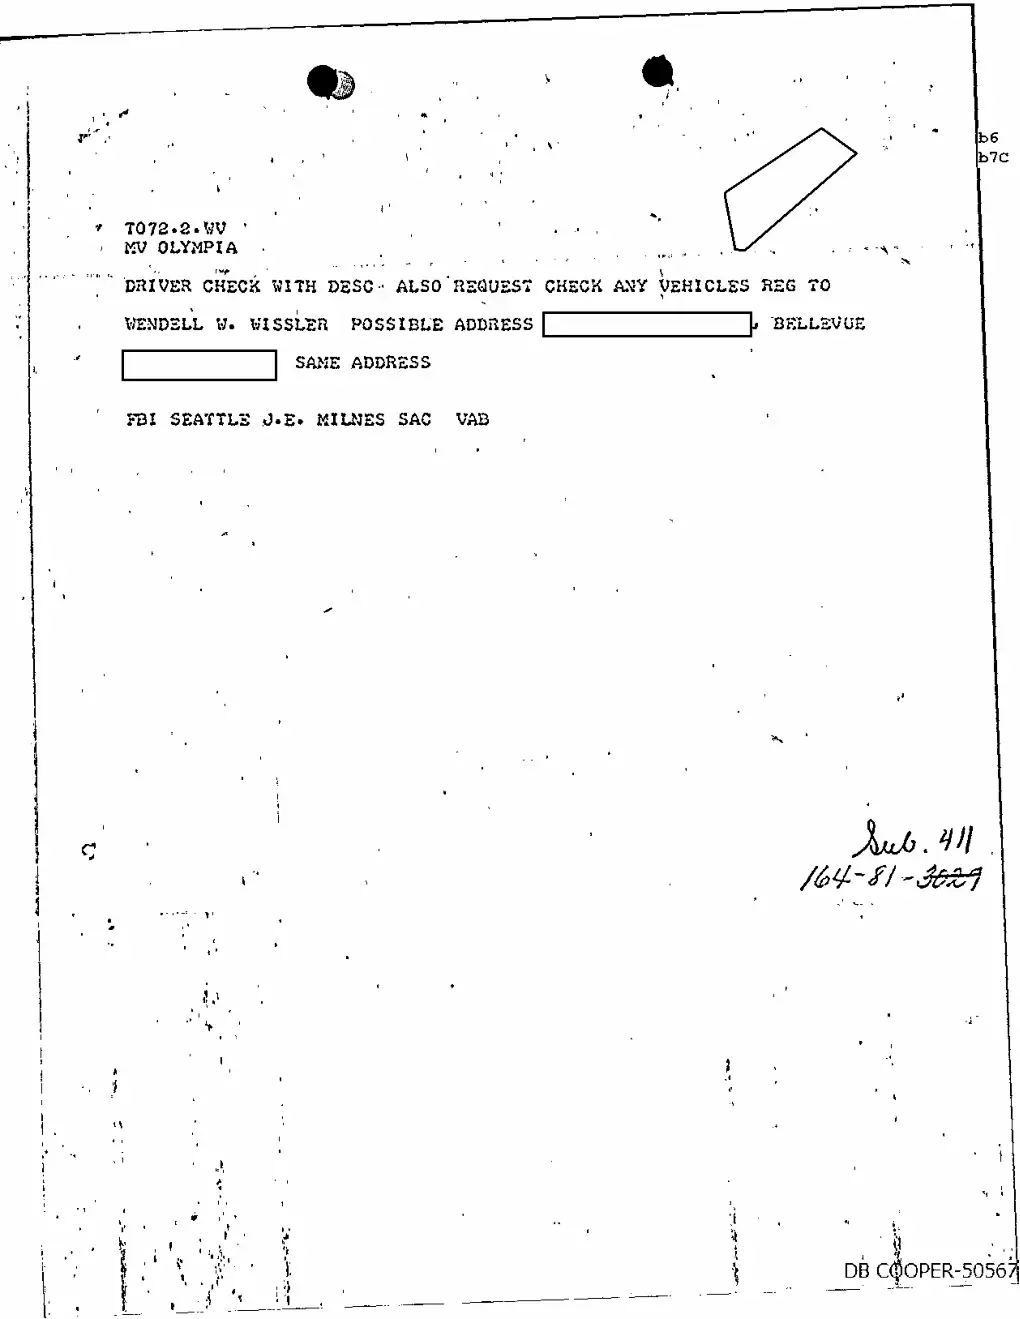 b6
b7C
T072.2.WV
MV OLYMPIA
DRIVER CHECK WITH DESC ALSO REQUEST CHECK ANY VEHICLES REG TO
WENDELL W. WISSLER POSSIBLE ADDRESS , BELLEVUE
SAME ADDRESS
FBI SEATTLE J.E. MILNES SAC VAB
Sub. 411
164-81-3029
DB COOPER-50567